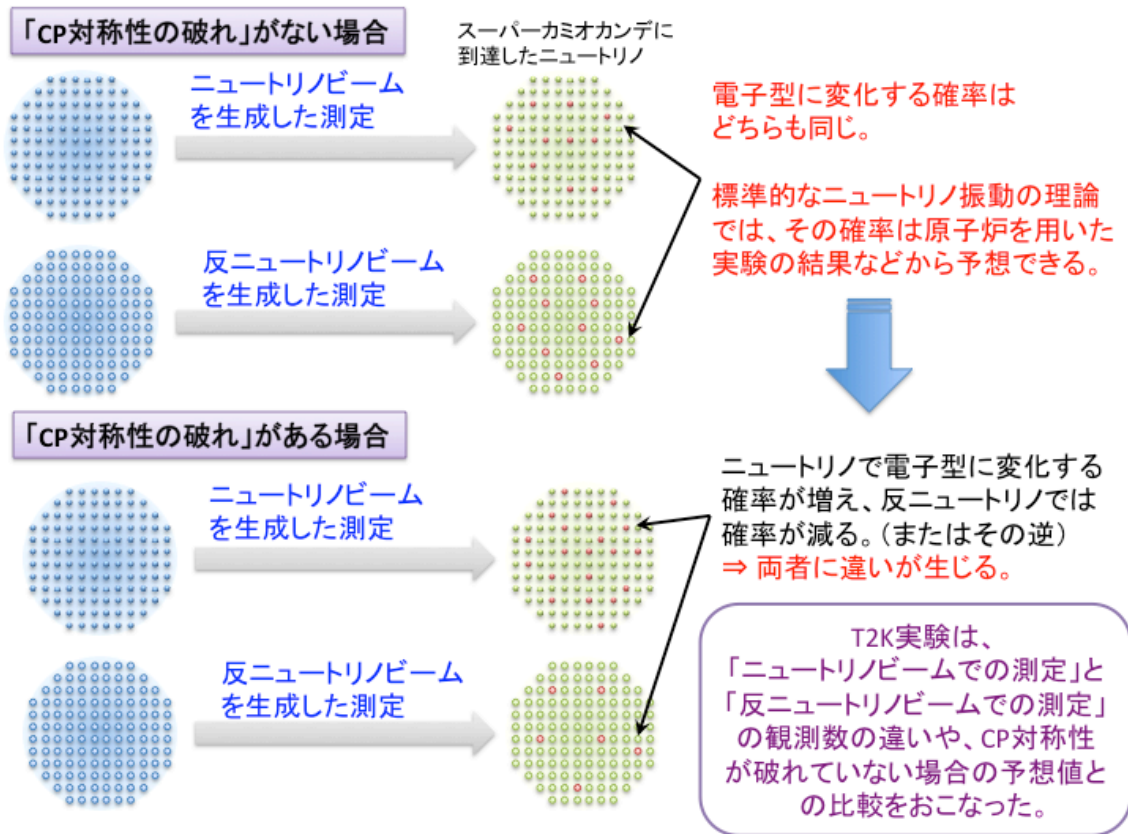 「CP対称性の破れ」がない場合
スーパーカミオカンデに
到達したニュートリノ
ニュートリノビーム
を生成した測定
電子型に変化する確率は
どちらも同じ。
標準的なニュートリノ振動の理論
では、その確率は原子炉を用いた
実験の結果などから予想できる。
反ニュートリノビーム
を生成した測定
「CP対称性の破れ」がある場合
ニュートリノビーム
を生成した測定
ニュートリノで電子型に変化する
確率が増え、反ニュートリノでは
確率が減る。（またはその逆）
⇒ 両者に違いが生じる。
反ニュートリノビーム
を生成した測定
T2K実験は、
「ニュートリノビームでの測定」と
「反ニュートリノビームでの測定」
の観測数の違いや、CP対称性
が破れていない場合の予想値と
の比較をおこなった。